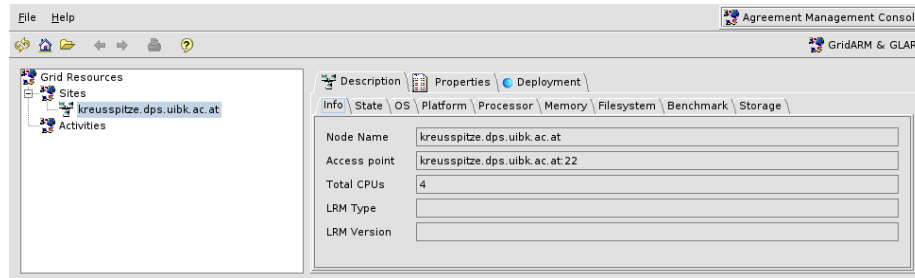 File Help
Agreement Management Consol
GridARM & GLAR
Grid Resources
Sites
kreusspitze.dps.uibk.ac.at
Activities
Description Properties Deployment
Info State OS Platform Processor Memory Filesystem Benchmark Storage
Node Name kreusspitze.dps.uibk.ac.at
Access point kreusspitze.dps.uibk.ac.at:22
Total CPUs 4
LRM Type
LRM Version